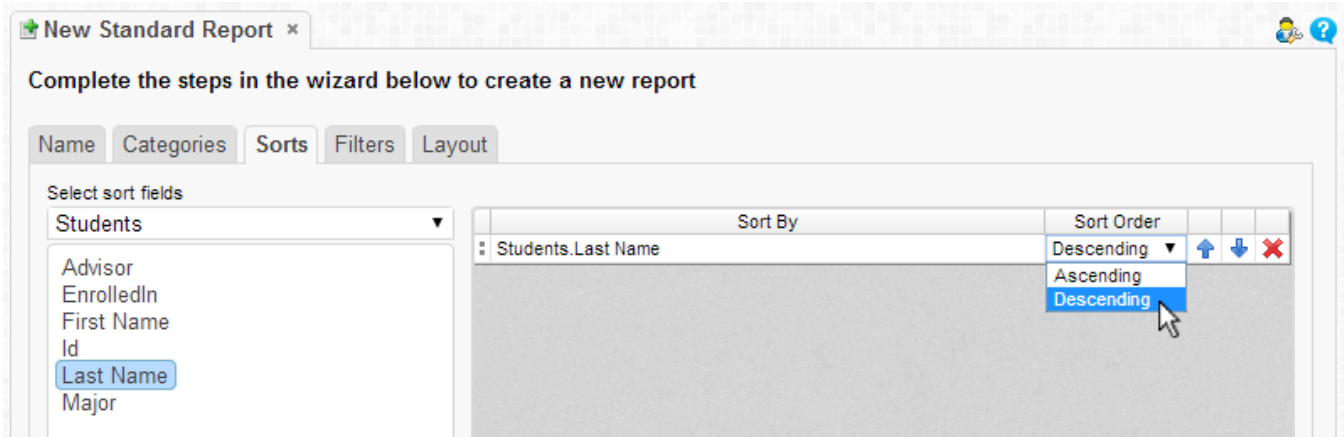 New Standard Report ×
Complete the steps in the wizard below to create a new report
Name Categories Sorts Filters Layout
Select sort fields
Students
Advisor
EnrolledIn
First Name
Id
Last Name
Major
Sort By Sort Order
Students.Last Name Descending
Ascending
Descending